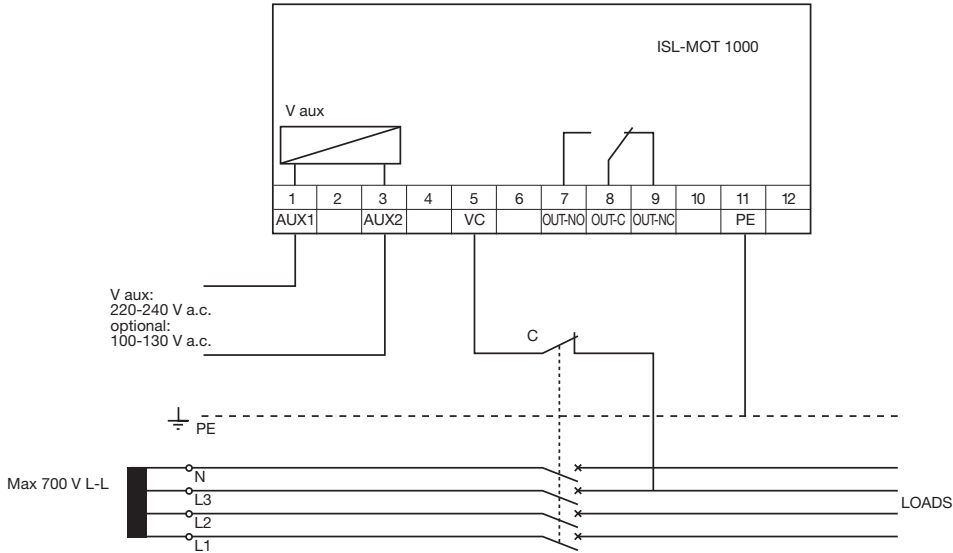 ISL-MOT 1000
V aux
1 2 3 4 5 6 7 8 9 10 11 12
AUX1 AUX2 VC OUT-NO OUT-C OUT-NC PE
V aux:
220-240 V a.c.
optional:
100-130 V a.c.
C
PE
Max 700 V L-L
N
L3
L2
L1
LOADS